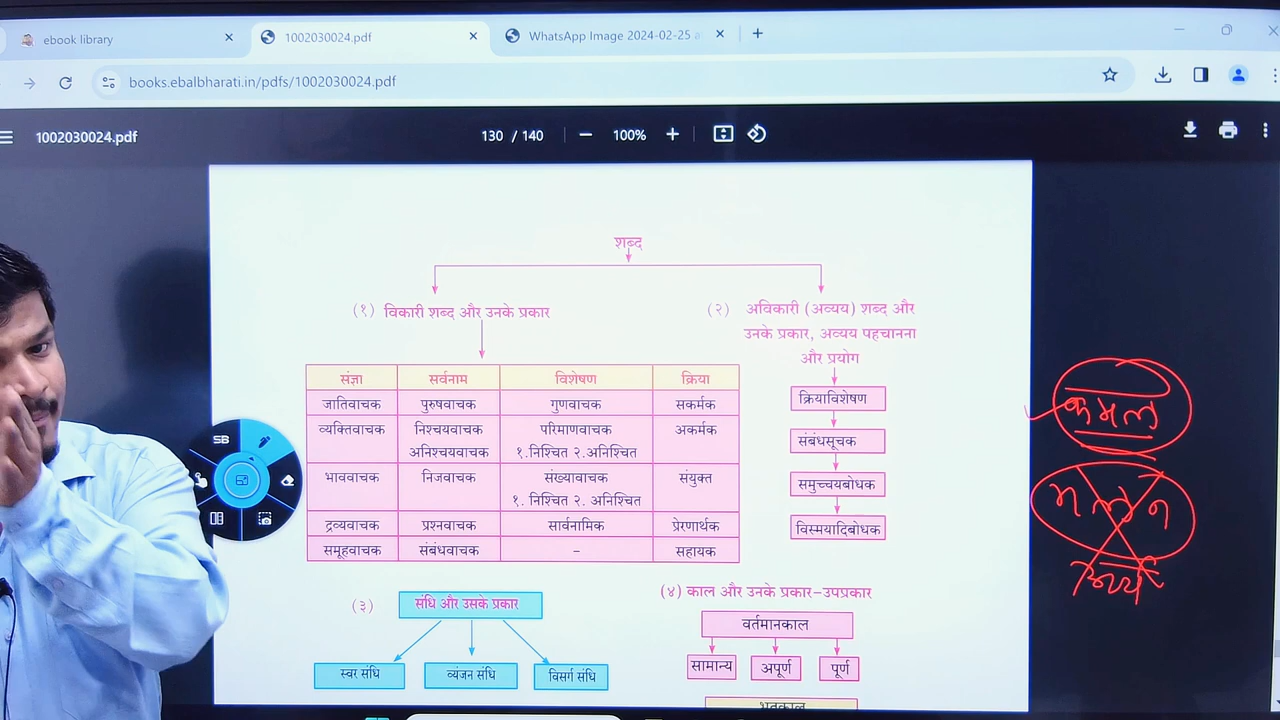 ebook library
1002030024.pdf
WhatsApp Image 2024-02-25
books.ebalbharati.in/pdfs/1002030024.pdf
1002030024.pdf
130 / 140
100%
शब्द
(१) विकारी शब्द और उनके प्रकार
(२) अविकारी (अव्यय) शब्द और
उनके प्रकार, अव्यय पहचानना
और प्रयोग
संज्ञा सर्वनाम विशेषण क्रिया
जातिवाचक पुरुषवाचक गुणवाचक सकर्मक
व्यक्तिवाचक निश्चयवाचक परिमाणवाचक अकर्मक
अनिश्चयवाचक १.निश्चित २.अनिश्चित
भाववाचक निजवाचक संख्यावाचक संयुक्त
१. निश्चित २. अनिश्चित
द्रव्यवाचक प्रश्नवाचक सार्वनामिक प्रेरणार्थक
समूहवाचक संबंधवाचक – सहायक
क्रियाविशेषण
संबंधसूचक
समुच्चयबोधक
विस्मयादिबोधक
कमल
SB
(३) संधि और उसके प्रकार
स्वर संधि व्यंजन संधि विसर्ग संधि
(४) काल और उनके प्रकार-उपप्रकार
वर्तमानकाल
सामान्य अपूर्ण पूर्ण
भूतकाल